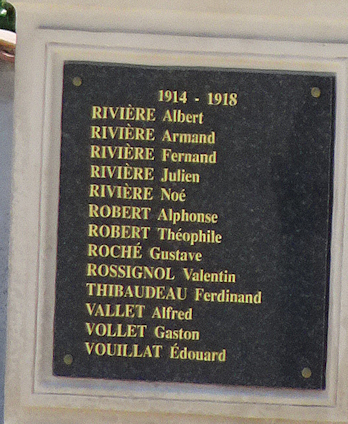 1914 - 1918
RIVIÈRE Albert
RIVIÈRE Armand
RIVIÈRE Fernand
RIVIÈRE Julien
RIVIÈRE Noé
ROBERT Alphonse
ROBERT Théophile
ROCHÉ Gustave
ROSSIGNOL Valentin
THIBAUDEAU Ferdinand
VALLET Alfred
VOLLET Gaston
VOUILLAT Édouard